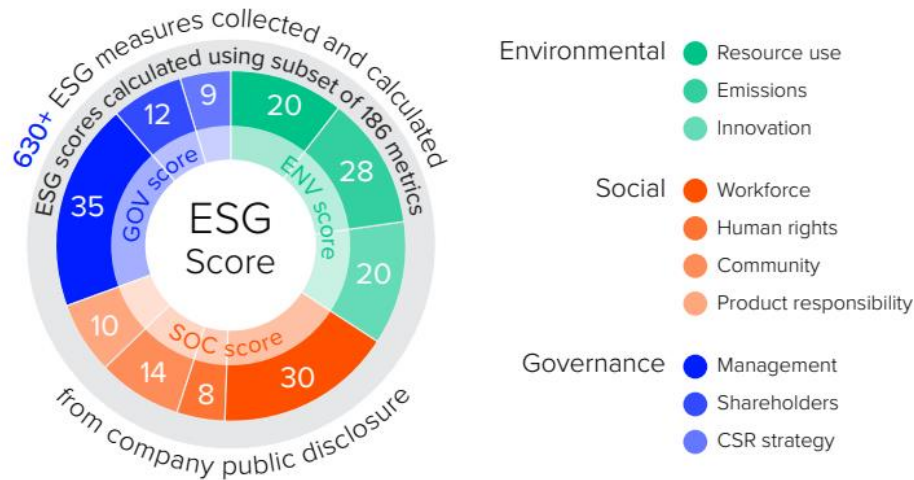 630+ ESG measures collected and calculated
ESG scores calculated using subset of 186 metrics
from company public disclosure
ESG
Score
ENV score
20
28
20
SOC score
30
8
14
10
GOV score
35
12
9
Environmental
Resource use
Emissions
Innovation
Social
Workforce
Human rights
Community
Product responsibility
Governance
Management
Shareholders
CSR strategy